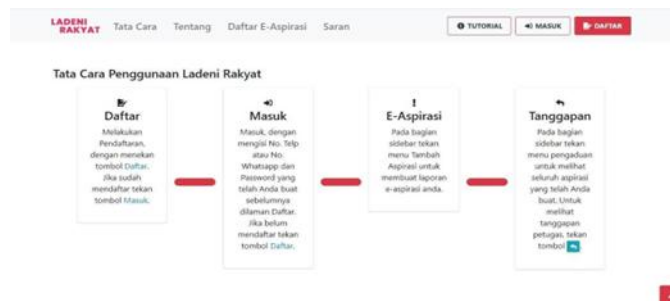 LADENI
RAKYAT
Tata Cara
Tentang
Daftar E-Aspirasi
Saran
TUTORIAL
MASUK
DAFTAR
Tata Cara Penggunaan Ladeni Rakyat
Daftar
Melakukan
Pendaftaran,
dengan menekan
tombol Daftar.
Jika sudah
mendaftar tekan
tombol Masuk.
Masuk
Masuk, dengan
mengisi No. Telp
atau No.
Whatsapp dan
Password yang
telah Anda buat
sebelumnya
dilaman Daftar.
Jika belum
mendaftar tekan
tombol Daftar.
E-Aspirasi
Pada bagian
sidebar tekan
menu Tambah
Aspirasi untuk
membuat laporan
e-aspirasi anda.
Tanggapan
Pada bagian
sidebar tekan
menu pengaduan
untuk melihat
seluruh aspirasi
yang telah Anda
buat. Untuk
melihat
tanggapan
petugas, tekan
tombol